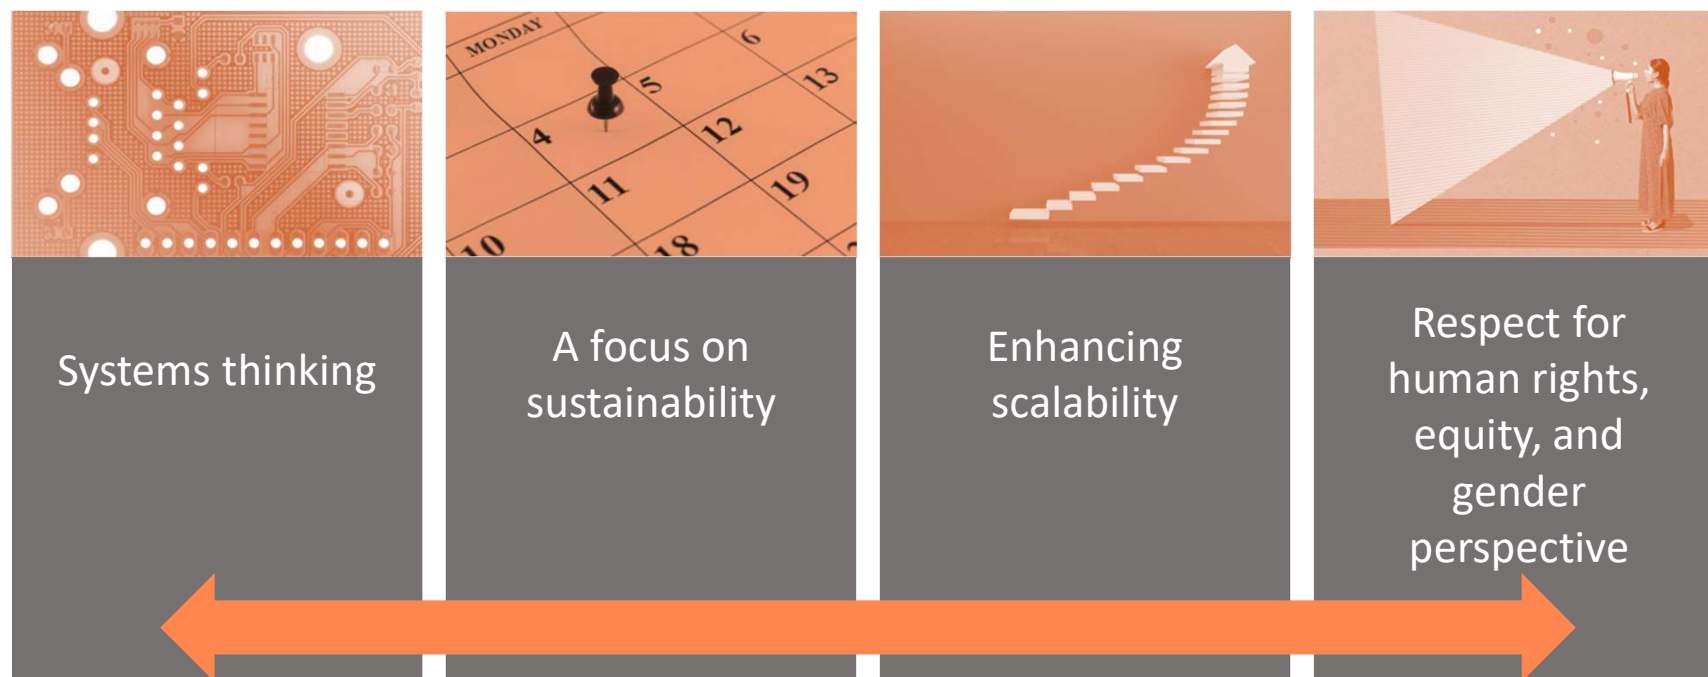 MONDAY
6
5
13
4
12
11
19
10
18
Systems thinking
A focus on
sustainability
Enhancing
scalability
Respect for
human rights,
equity, and
gender
perspective